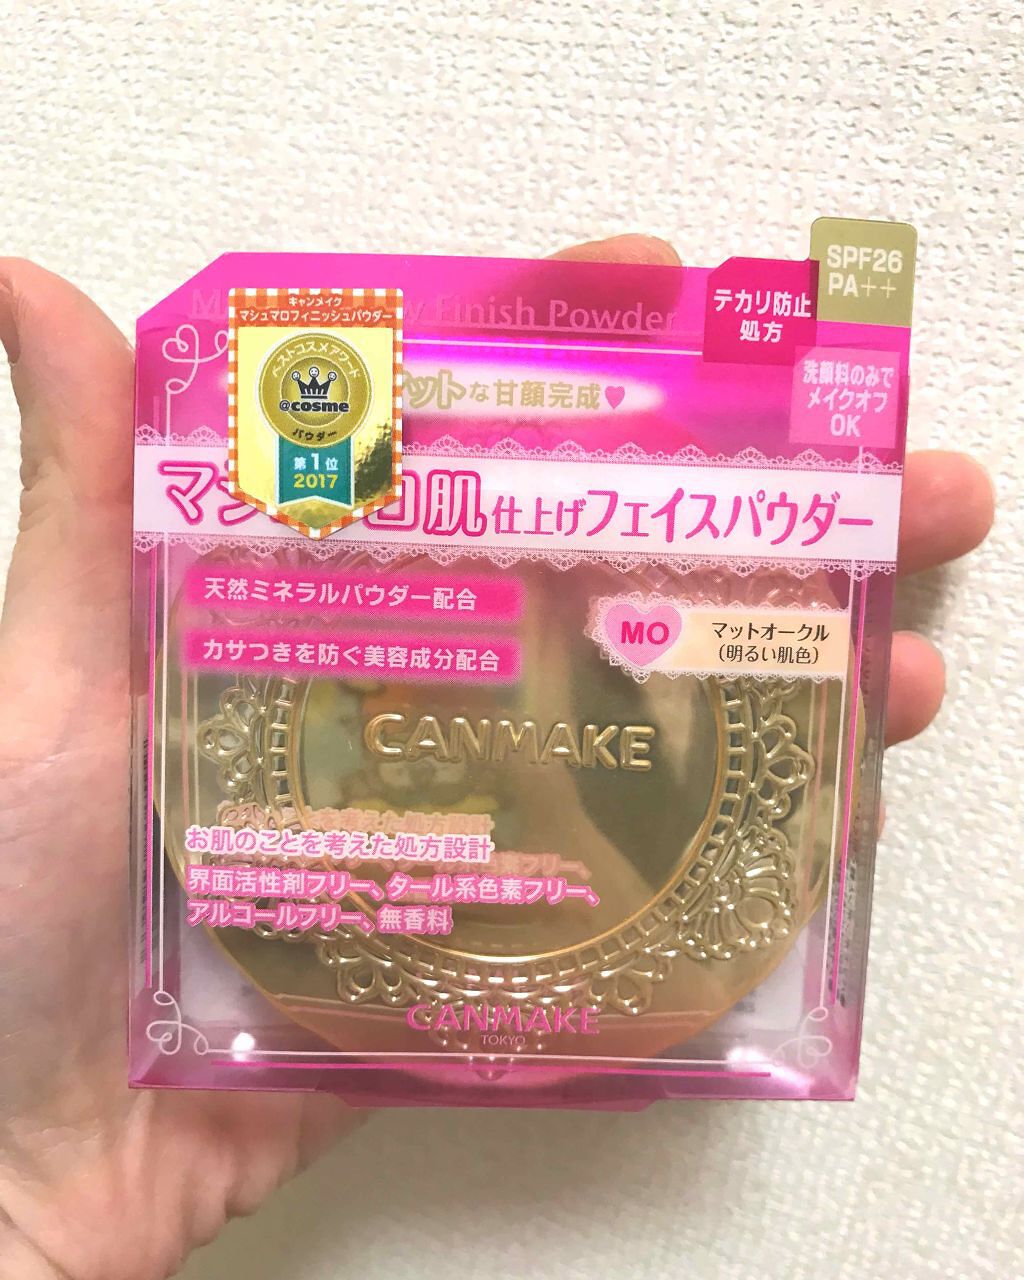 SPF26
PA++
テカリ防止
処方
洗顔料のみで
メイクオフ
OK
Finish Powder
キャンメイク
マシュマロフィニッシュパウダー
ベストコスメアワード
@cosme
パウダー
第1位
2017
な甘顔完成♥
肌仕上げフェイスパウダー
天然ミネラルパウダー配合
カサつきを防ぐ美容成分配合
MO
マットオークル
(明るい肌色)
CANMAKE
お肌のことを考えた処方設計
界面活性剤フリー、タール系色素フリー、
アルコールフリー、無香料
CANMAKE
TOKYO